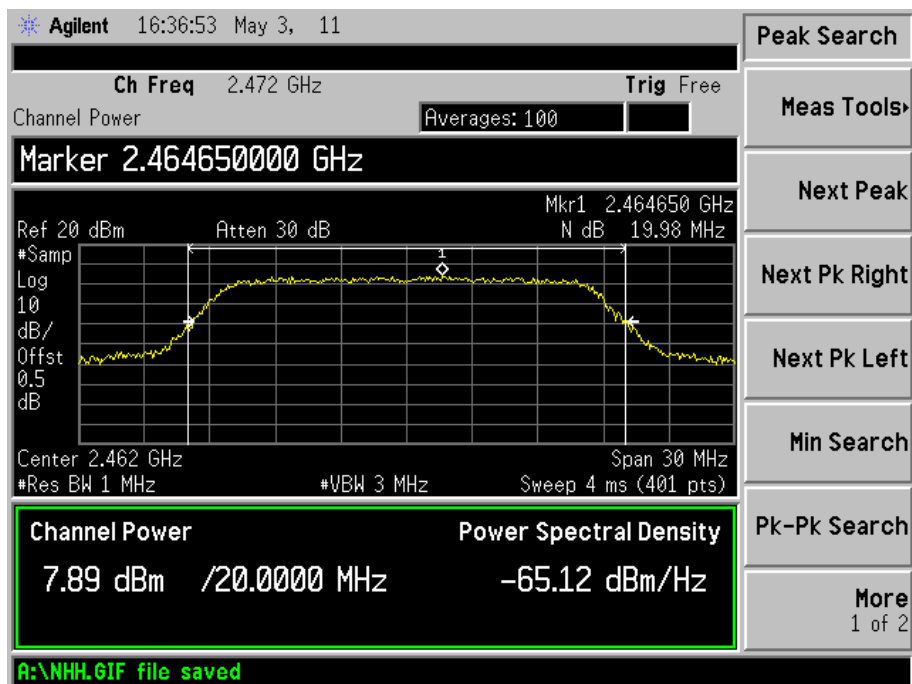 Agilent 16:36:53 May 3, 11
Peak Search
Ch Freq 2.472 GHz Trig Free
Channel Power Averages: 100
Meas Tools▸
Marker 2.464650000 GHz
Mkr1 2.464650 GHz
Ref 20 dBm Atten 30 dB N dB 19.98 MHz
Next Peak
#Samp
Log
10
dB/
Offst
0.5
dB
1
Next Pk Right
Next Pk Left
Center 2.462 GHz Span 30 MHz
#Res BW 1 MHz #VBW 3 MHz Sweep 4 ms (401 pts)
Min Search
Channel Power Power Spectral Density
7.89 dBm /20.0000 MHz -65.12 dBm/Hz
Pk-Pk Search
More
1 of 2
A:\NHH.GIF file saved